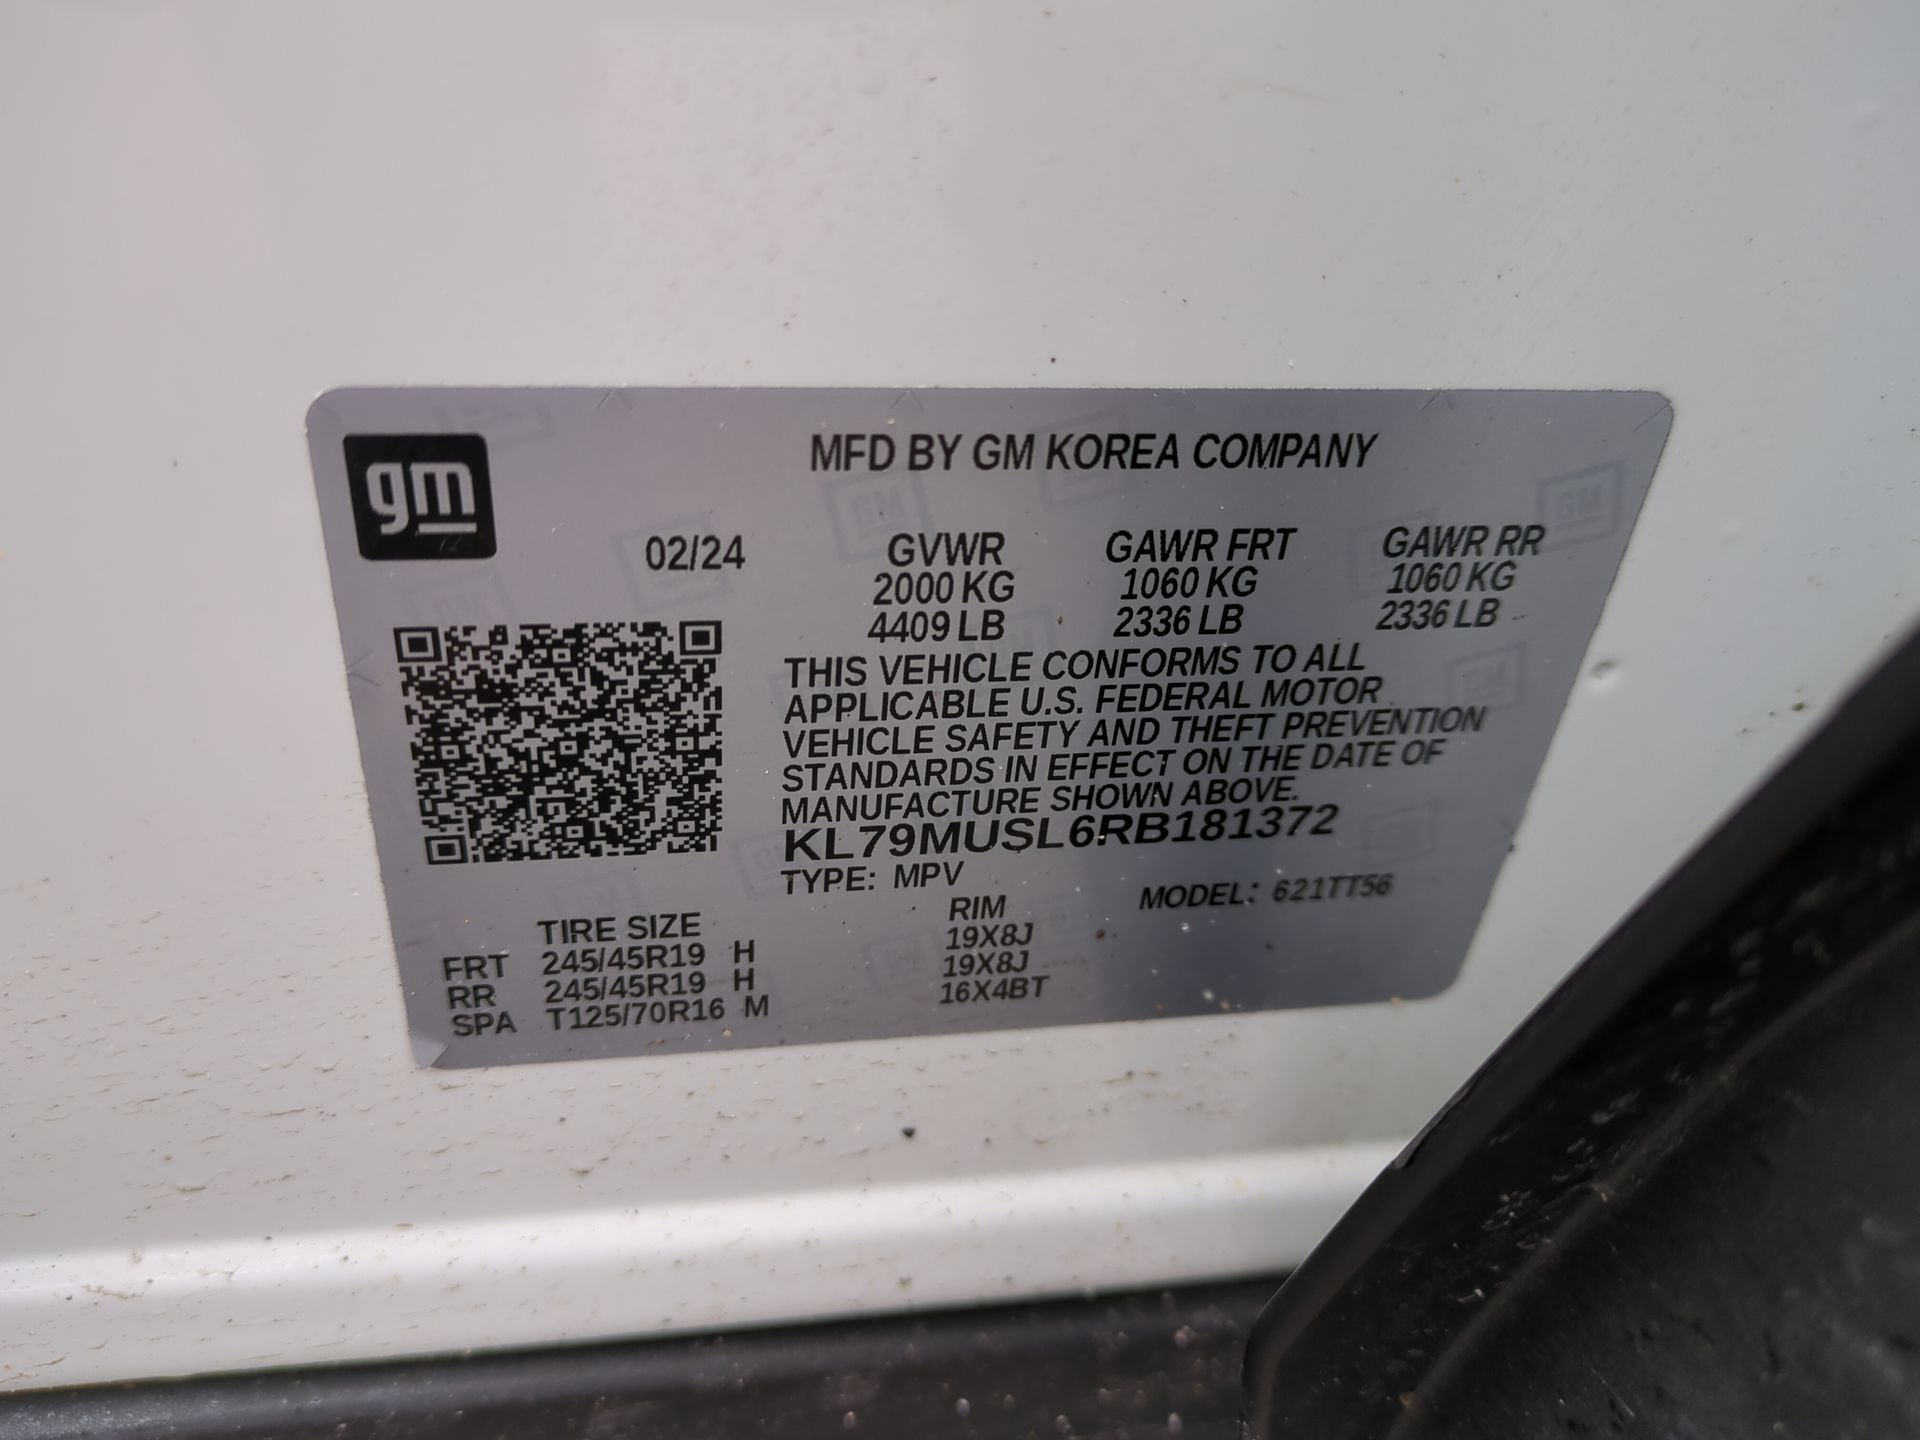 gm
MFD BY GM KOREA COMPANY
02/24 GVWR GAWR FRT GAWR RR
2000 KG 1060 KG 1060 KG
4409 LB 2336 LB 2336 LB
THIS VEHICLE CONFORMS TO ALL
APPLICABLE U.S. FEDERAL MOTOR
VEHICLE SAFETY AND THEFT PREVENTION
STANDARDS IN EFFECT ON THE DATE OF
MANUFACTURE SHOWN ABOVE.
KL79MUSL6RB181372
TYPE: MPV MODEL: 621TT56
TIRE SIZE RIM
FRT 245/45R19 H 19X8J
RR 245/45R19 H 19X8J
SPA T125/70R16 M 16X4BT